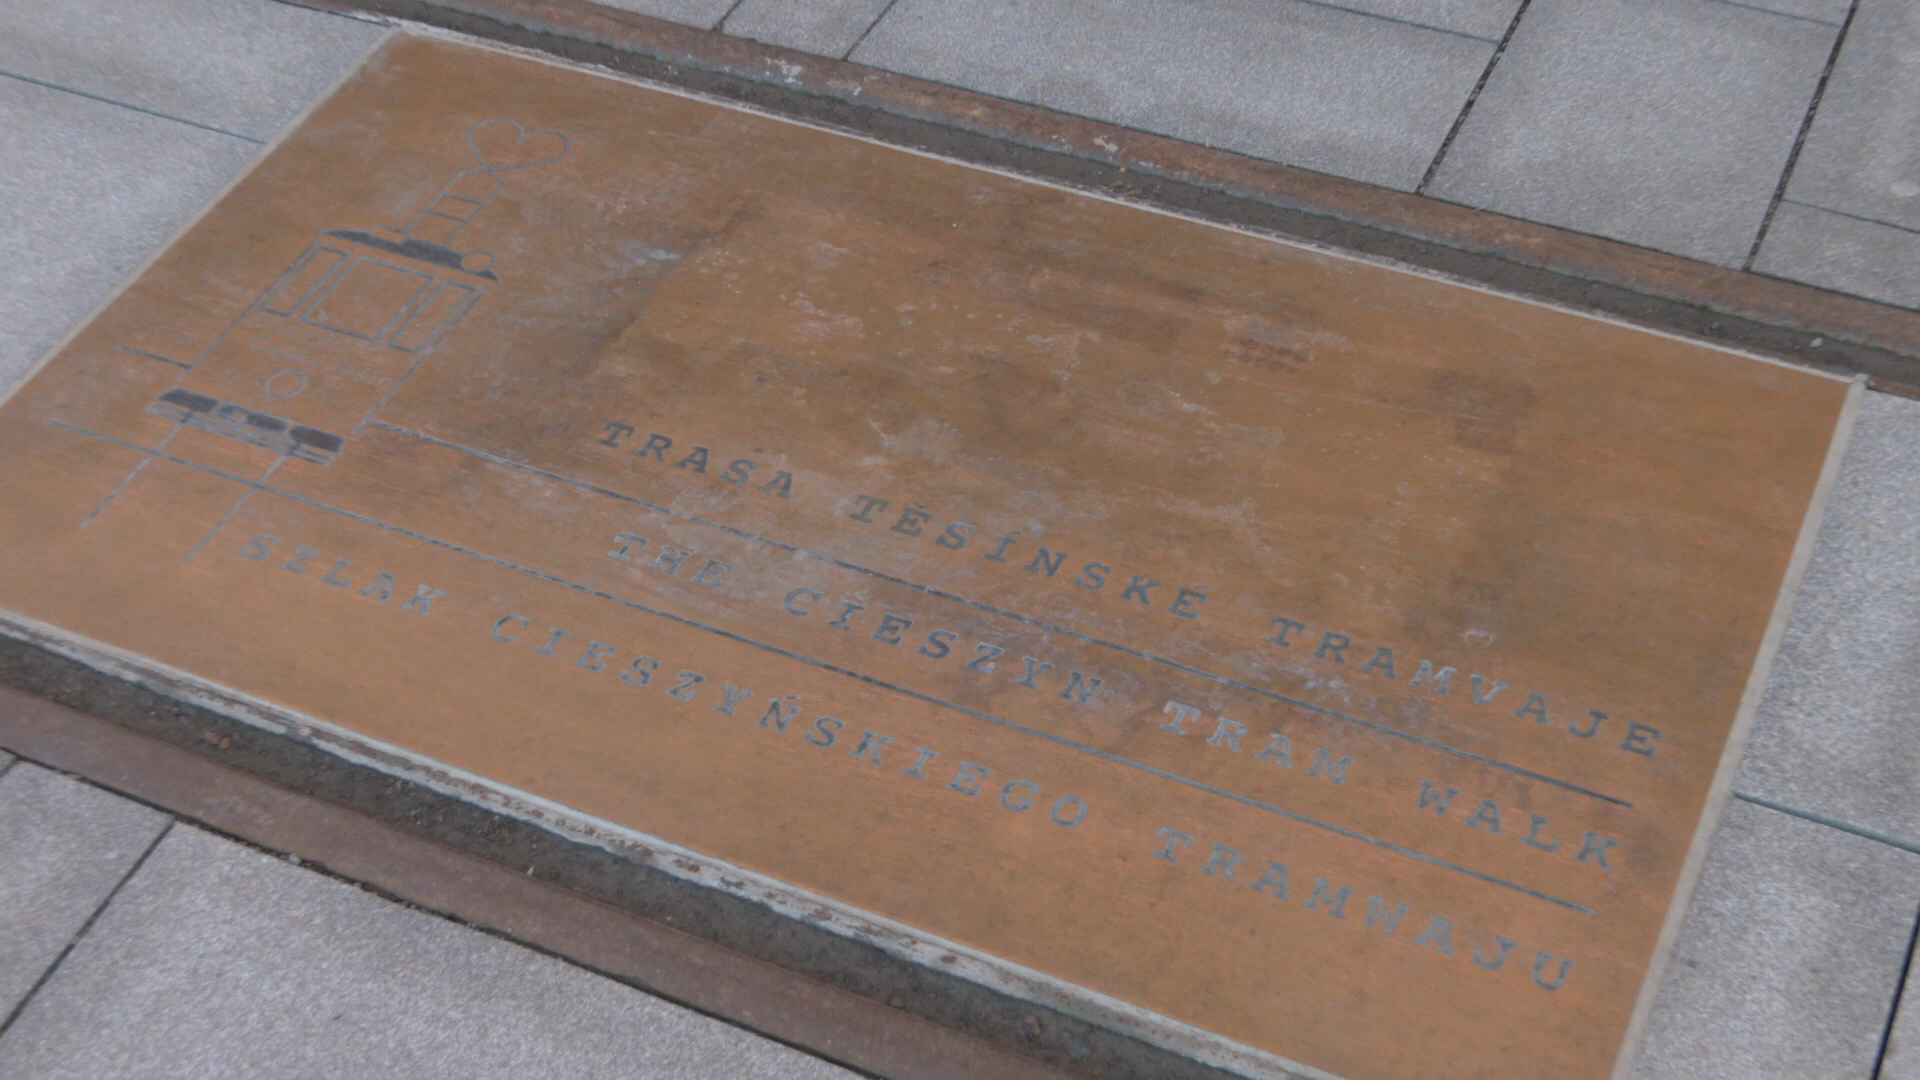 TRASA TĚŠÍNSKÉ TRAMVAJE
THE CIESZYN TRAM WALK
SZLAK CIESZYŃSKIEGO TRAMWAJU